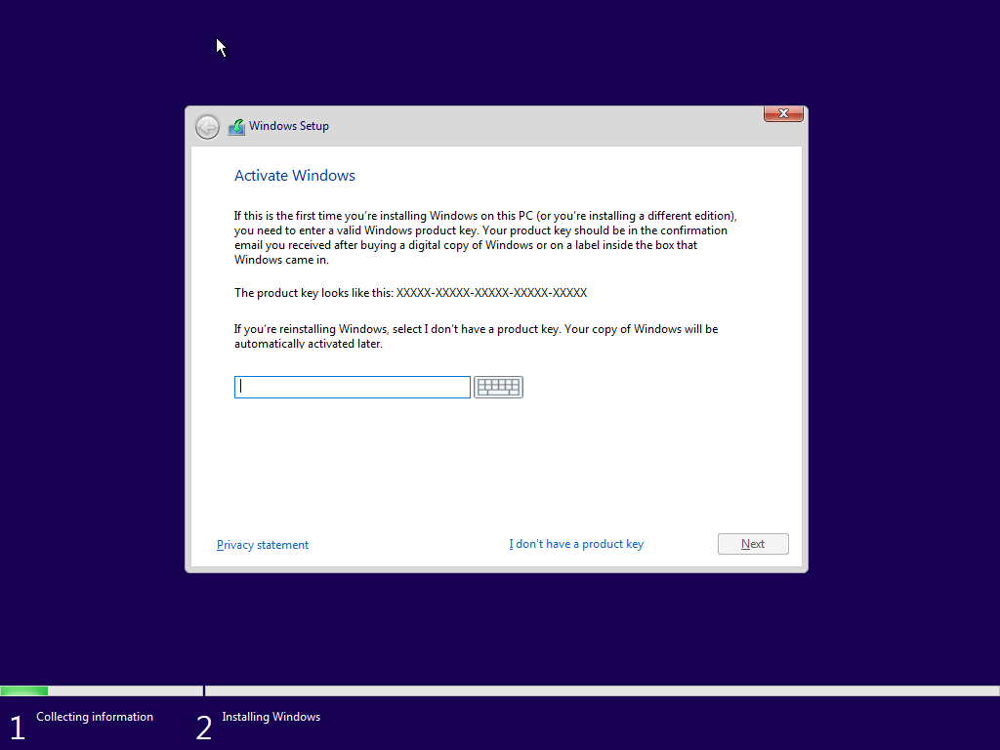 Windows Setup
Activate Windows
If this is the first time you're installing Windows on this PC (or you're installing a different edition),
you need to enter a valid Windows product key. Your product key should be in the confirmation
email you received after buying a digital copy of Windows or on a label inside the box that
Windows came in.
The product key looks like this: XXXXX-XXXXX-XXXXX-XXXXX-XXXXX
If you're reinstalling Windows, select I don't have a product key. Your copy of Windows will be
automatically activated later.
Privacy statement
I don't have a product key
Next
1 Collecting information
2 Installing Windows